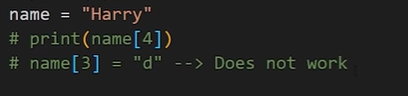 name = "Harry"
# print(name[4])
# name[3] = "d" --> Does not work